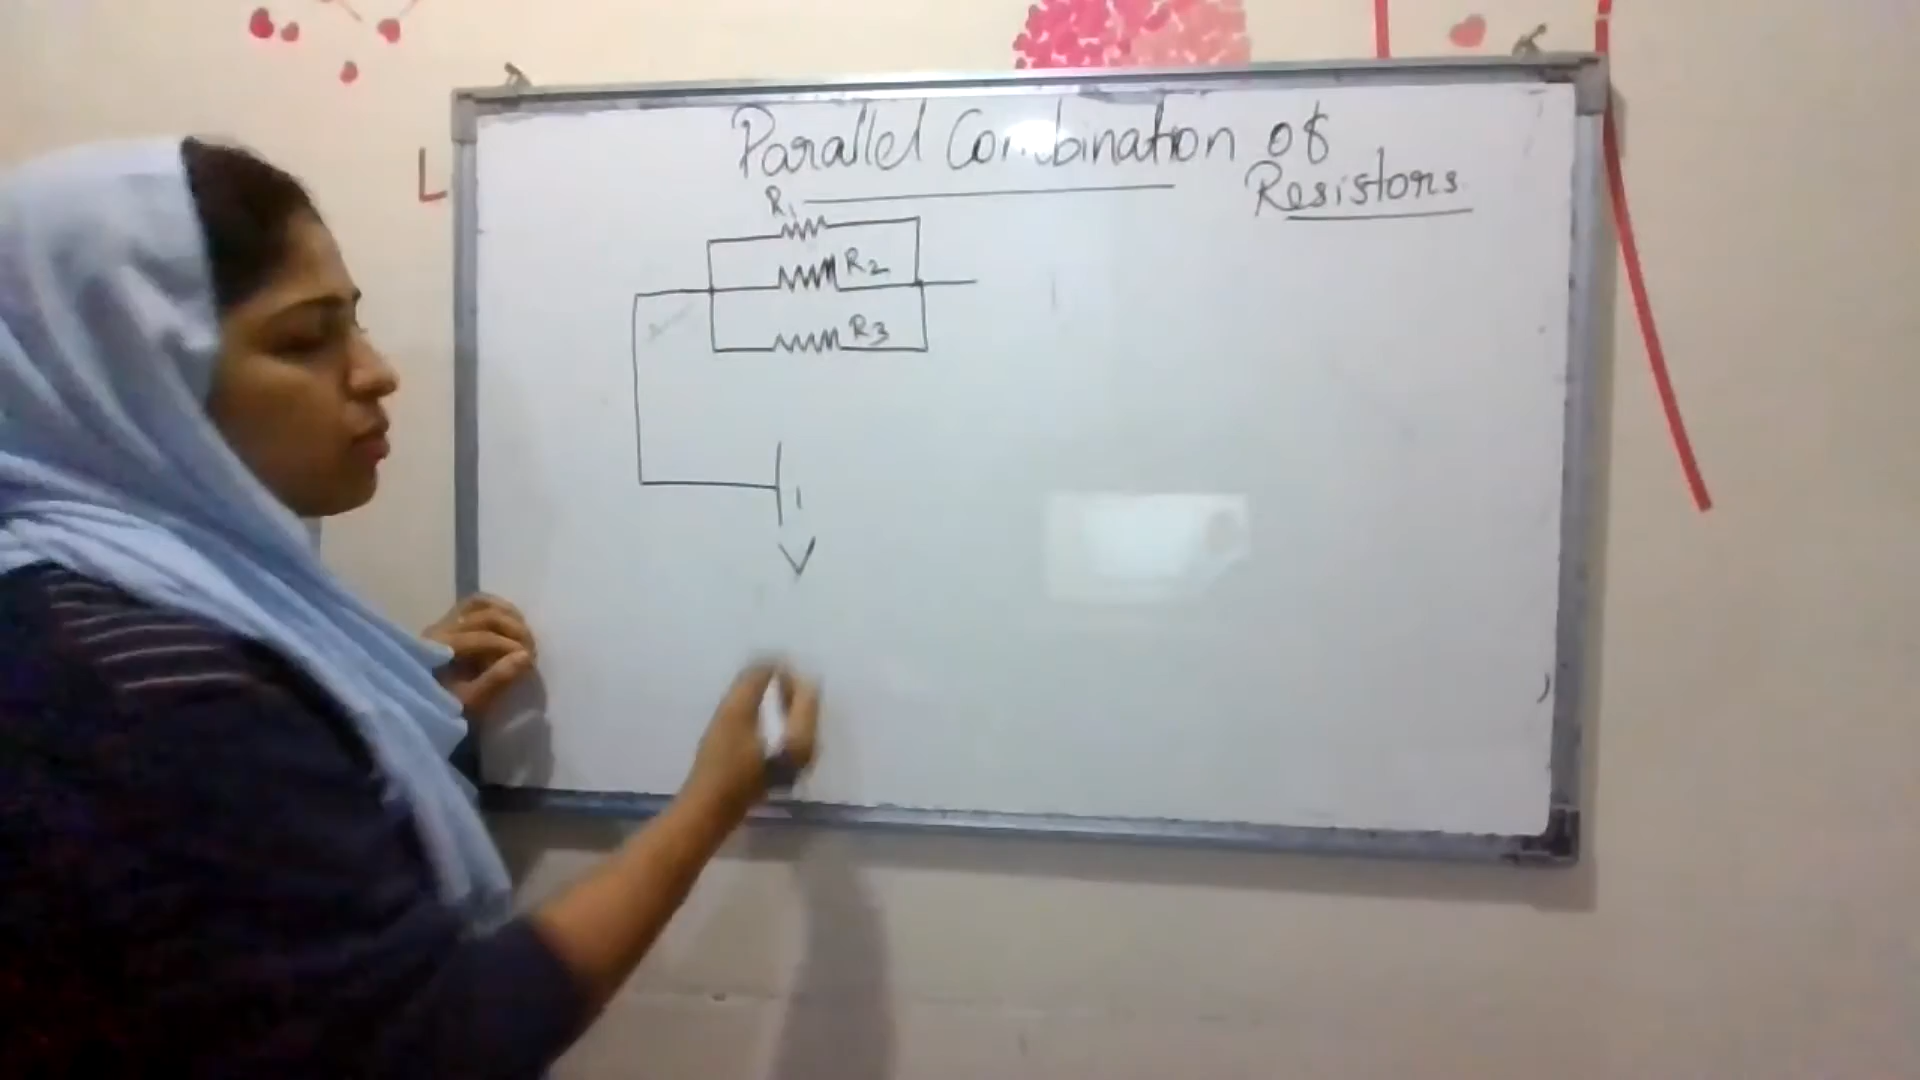 Parallel Combination of
Resistors
R1
R2
R3
V